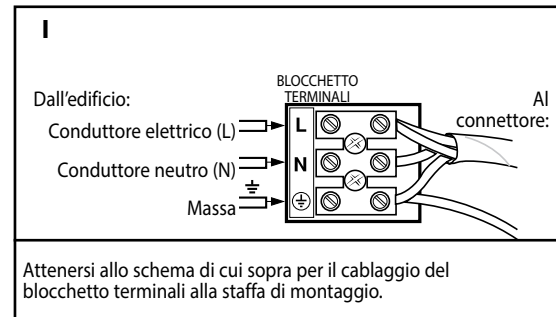 I
BLOCCHETTO
TERMINALI
Dall'edificio:
Al
connettore:
Conduttore elettrico (L)
L
Conduttore neutro (N)
N
Massa
Attenersi allo schema di cui sopra per il cablaggio del
blocchetto terminali alla staffa di montaggio.